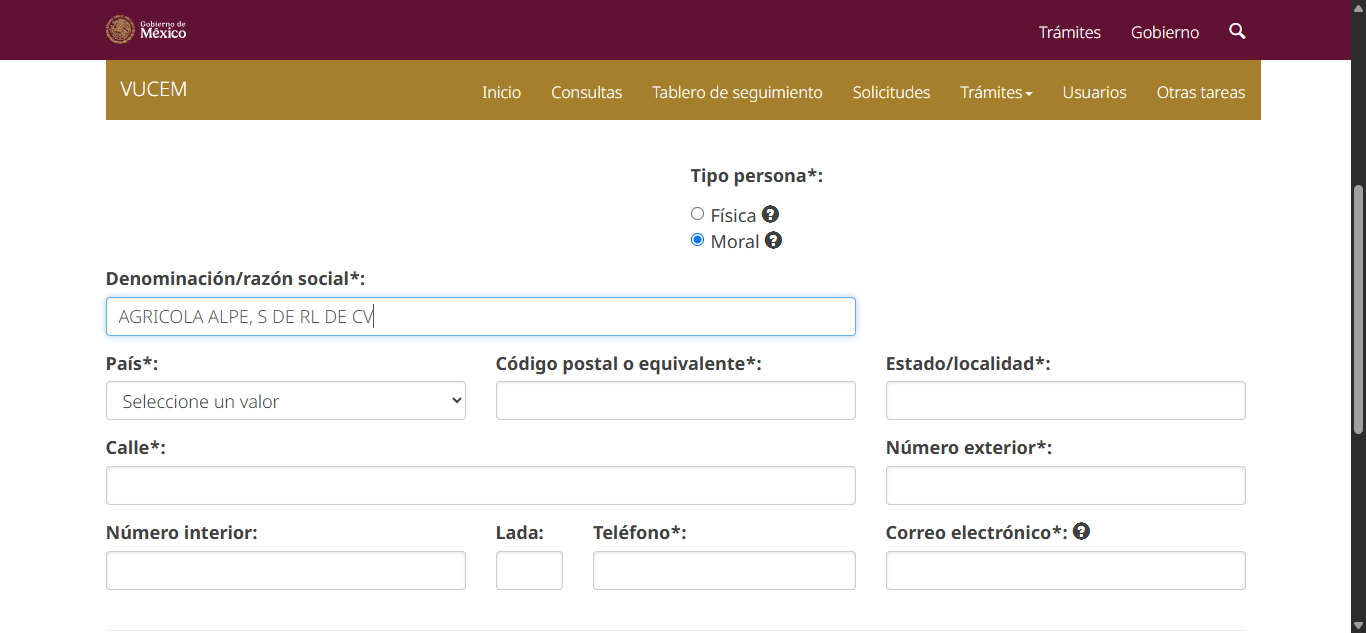 Gobierno de
México
Trámites Gobierno
VUCEM
Inicio Consultas Tablero de seguimiento Solicitudes Trámites Usuarios Otras tareas
Tipo persona*:
Física ?
Moral ?
Denominación/razón social*:
AGRICOLA ALPE, S DE RL DE CV
País*: Código postal o equivalente*: Estado/localidad*:
Seleccione un valor
Calle*: Número exterior*:
Número interior: Lada: Teléfono*: Correo electrónico*: ?